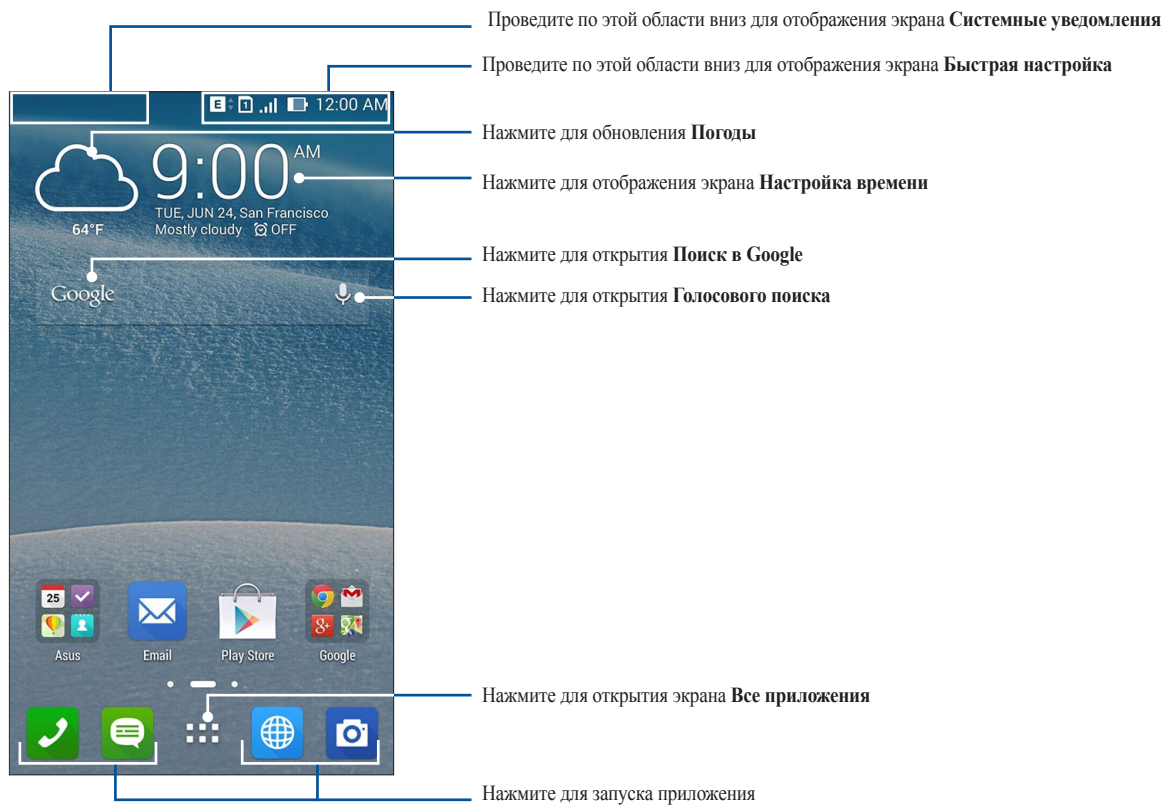 Проведите по этой области вниз для отображения экрана Системные уведомления
Проведите по этой области вниз для отображения экрана Быстрая настройка
E 1 12:00 AM
Нажмите для обновления Погоды
9:00 AM
Нажмите для отображения экрана Настройка времени
TUE, JUN 24, San Francisco
64°F Mostly cloudy OFF
Нажмите для открытия Поиск в Google
Google
Нажмите для открытия Голосового поиска
25
8+
Asus Email Play Store Google
Нажмите для открытия экрана Все приложения
Нажмите для запуска приложения